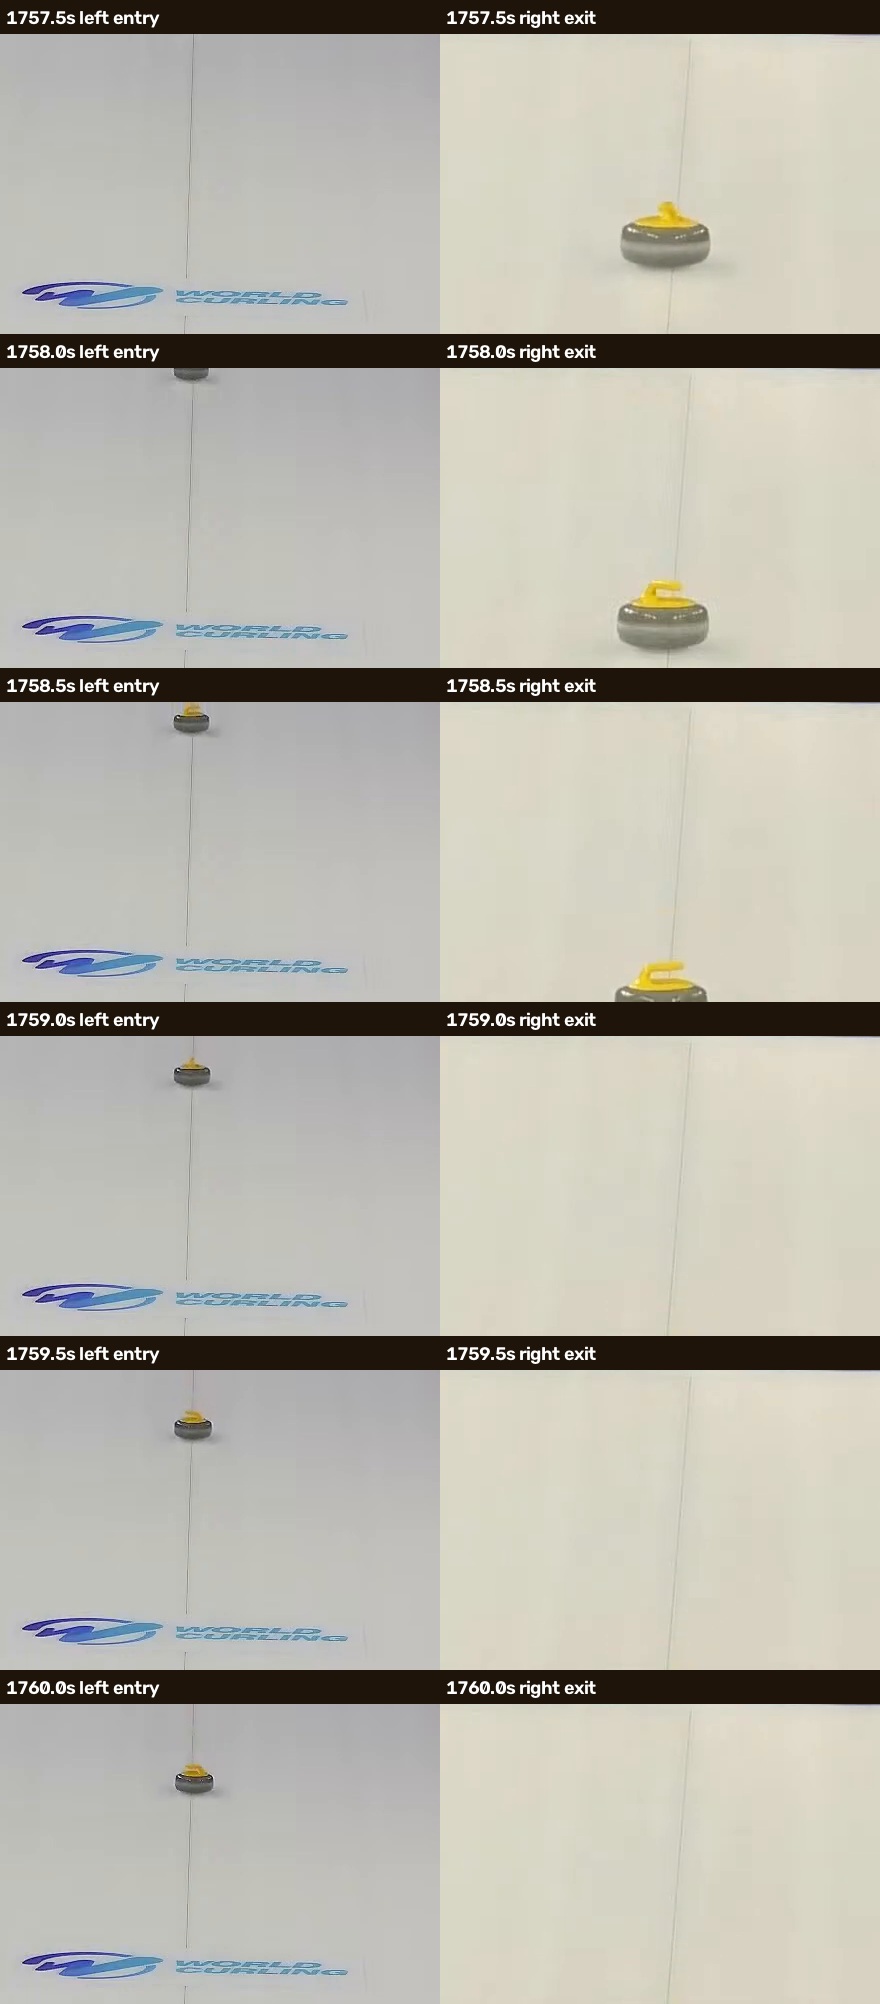 1757.5s left entry
1757.5s right exit
WORLD
CURLING
1758.0s left entry
1758.0s right exit
WORLD
CURLING
1758.5s left entry
1758.5s right exit
WORLD
CURLING
1759.0s left entry
1759.0s right exit
WORLD
CURLING
1759.5s left entry
1759.5s right exit
WORLD
CURLING
1760.0s left entry
1760.0s right exit
WORLD
CURLING